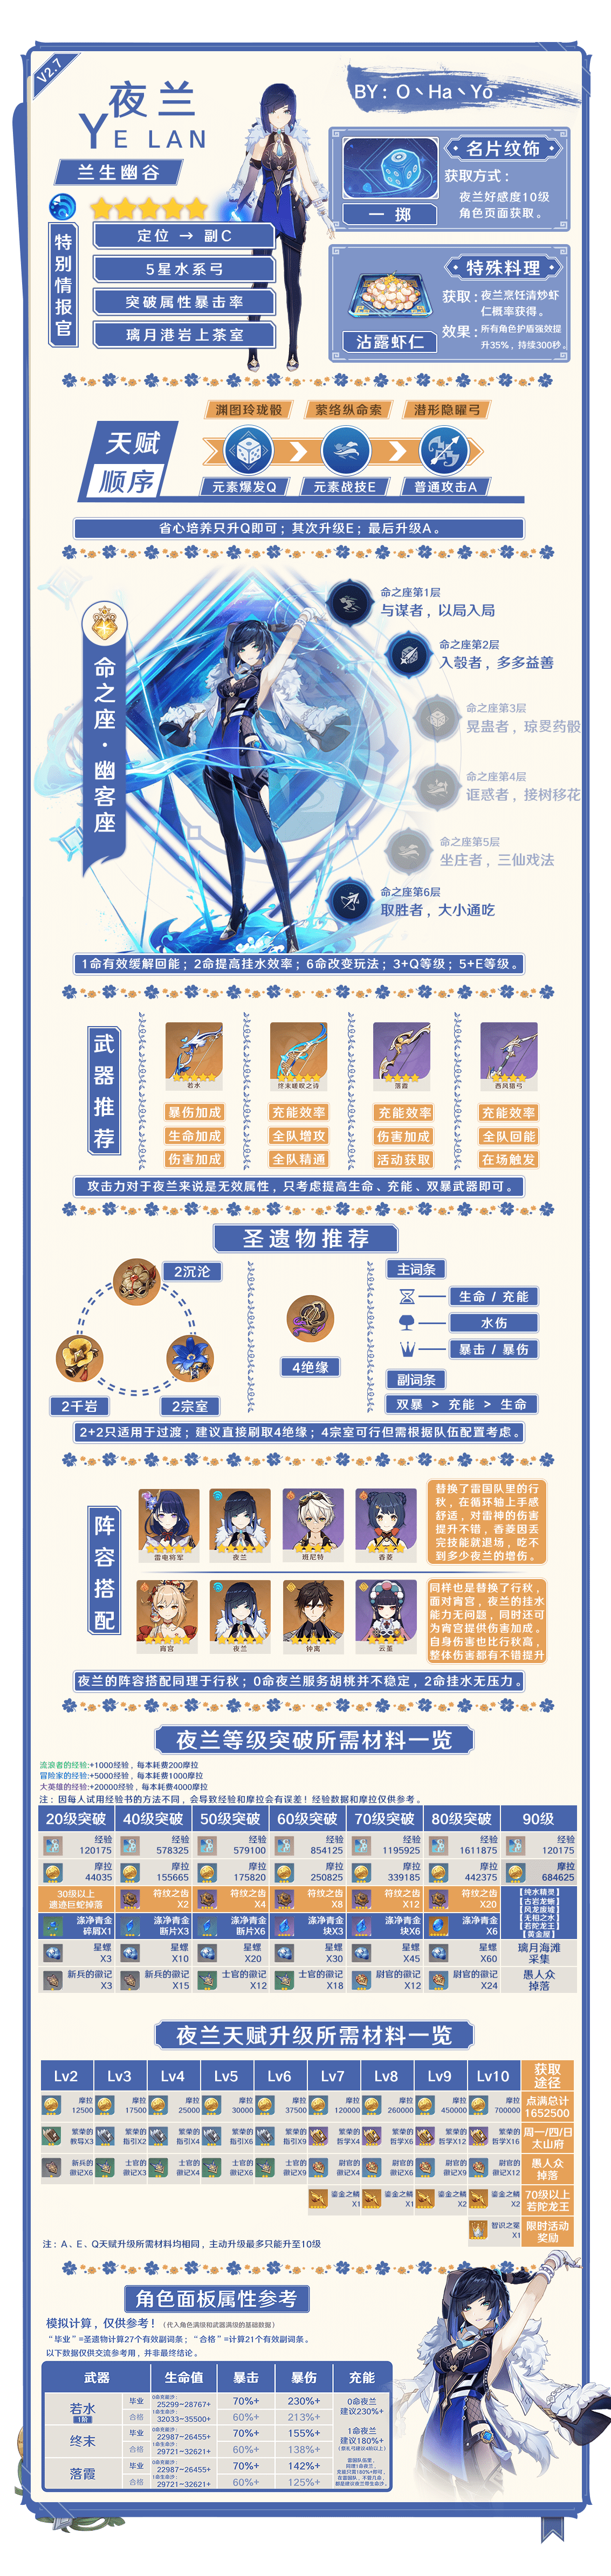 V2.7
夜兰
YE LAN
BY：O丶Ha丶Yo
兰生幽谷
特别情报官
定位 → 副C
5星水系弓
突破属性暴击率
璃月港岩上茶室
名片纹饰
获取方式：
夜兰好感度10级
角色页面获取。
一 掷
特殊料理
获取：夜兰烹饪清炒虾
仁概率获得。
效果：所有角色护盾强效提
升35%，持续300秒。
沾露虾仁
天赋
顺序
渊图玲珑骰
萦络纵命索
潜形隐曜弓
元素爆发Q
元素战技E
普通攻击A
省心培养只升Q即可；其次升级E；最后升级A。
命之座·幽客座
命之座第1层
与谋者，以局入局
命之座第2层
入彀者，多多益善
命之座第3层
晃蛊者，琼畟药骰
命之座第4层
诓惑者，接树移花
命之座第5层
坐庄者，三仙戏法
命之座第6层
取胜者，大小通吃
1命有效缓解回能；2命提高挂水效率；6命改变玩法；3+Q等级；5+E等级。
武器推荐
若水
终末嗟叹之诗
落霞
西风猎弓
暴伤加成
充能效率
充能效率
充能效率
生命加成
全队增攻
伤害加成
全队回能
伤害加成
全队精通
活动获取
在场触发
攻击力对于夜兰来说是无效属性，只考虑提高生命、充能、双暴武器即可。
圣遗物推荐
2沉沦
2千岩
2宗室
4绝缘
主词条
生命 / 充能
水伤
暴击 / 暴伤
副词条
双暴 > 充能 > 生命
2+2只适用于过渡；建议直接刷取4绝缘；4宗室可行但需根据队伍配置考虑。
阵容搭配
雷电将军
夜兰
班尼特
香菱
替换了雷国队里的行
秋，在循环轴上手感
舒适，对雷神的伤害
提升不错，香菱因丢
完技能就退场，吃不
到多少夜兰的增伤。
宵宫
夜兰
钟离
云堇
同样也是替换了行秋，
面对宵宫，夜兰的挂水
能力无问题，同时还可
为宵宫提供伤害加成。
自身伤害也比行秋高，
整体伤害都有不错提升
夜兰的阵容搭配同理于行秋；0命夜兰服务胡桃并不稳定，2命挂水无压力。
夜兰等级突破所需材料一览
流浪者的经验:+1000经验，每本耗费200摩拉
冒险家的经验:+5000经验，每本耗费1000摩拉
大英雄的经验:+20000经验，每本耗费4000摩拉
注：因每人试用经验书的方法不同，会导致经验和摩拉会有误差！经验数据和摩拉仅供参考。
20级突破 40级突破 50级突破 60级突破 70级突破 80级突破 90级
经验 经验 经验 经验 经验 经验 经验
120175 578325 579100 854125 1195925 1611875 120175
摩拉 摩拉 摩拉 摩拉 摩拉 摩拉 摩拉
44035 155665 175820 250825 339185 442375 684625
30级以上
遗迹巨蛇掉落
符纹之齿 符纹之齿 符纹之齿 符纹之齿 符纹之齿
X2 X4 X8 X12 X20
【纯水精灵】
【古岩龙蜥】
【风龙废墟】
【无相之水】
【若陀龙王】
【黄金屋】
涤净青金 涤净青金 涤净青金 涤净青金 涤净青金 涤净青金
碎屑X1 断片X3 断片X6 块X3 块X6 X6
星螺 星螺 星螺 星螺 星螺 星螺 璃月海滩
X3 X10 X20 X30 X45 X60 采集
新兵的徽记 新兵的徽记 士官的徽记 士官的徽记 尉官的徽记 尉官的徽记 愚人众
X3 X15 X12 X18 X12 X24 掉落
夜兰天赋升级所需材料一览
Lv2 Lv3 Lv4 Lv5 Lv6 Lv7 Lv8 Lv9 Lv10 获取
途径
摩拉 摩拉 摩拉 摩拉 摩拉 摩拉 摩拉 摩拉 摩拉 点满总计
12500 17500 25000 30000 37500 120000 260000 450000 700000 1652500
繁荣的 繁荣的 繁荣的 繁荣的 繁荣的 繁荣的 繁荣的 繁荣的 繁荣的 周一/四/日
教导X3 指引X2 指引X4 指引X6 指引X9 哲学X4 哲学X6 哲学X12 哲学X16 太山府
新兵的 士官的 士官的 士官的 士官的 尉官的 尉官的 尉官的 尉官的 愚人众
徽记X6 徽记X3 徽记X4 徽记X6 徽记X9 徽记X4 徽记X6 徽记X9 徽记X12 掉落
鎏金之鳞 鎏金之鳞 鎏金之鳞 鎏金之鳞 70级以上
X1 X1 X2 X2 若陀龙王
智识之冕 限时活动
X1 奖励
注：A、E、Q天赋升级所需材料均相同，主动升级最多只能升至10级
角色面板属性参考
模拟计算，仅供参考！（代入角色满级和武器满级的基础数据）
“毕业”=圣遗物计算27个有效副词条；“合格”=计算21个有效副词条。
以下数据仅供交流参考用，并非最终结论。
武器 生命值 暴击 暴伤 充能
若水
1阶
毕业
0命充能沙：
25299~28767+
70%+ 230%+
合格
1命生命沙：
32033~35500+
60%+ 213%+
0命夜兰
建议230%+
终末
毕业
0命充能沙：
22987~26455+
70%+ 155%+
合格
1命生命沙：
29721~32621+
60%+ 138%+
1命夜兰
建议180%+
落霞
毕业
0命充能沙：
22987~26455+
70%+ 142%+
合格
1命生命沙：
29721~32621+
60%+ 125%+